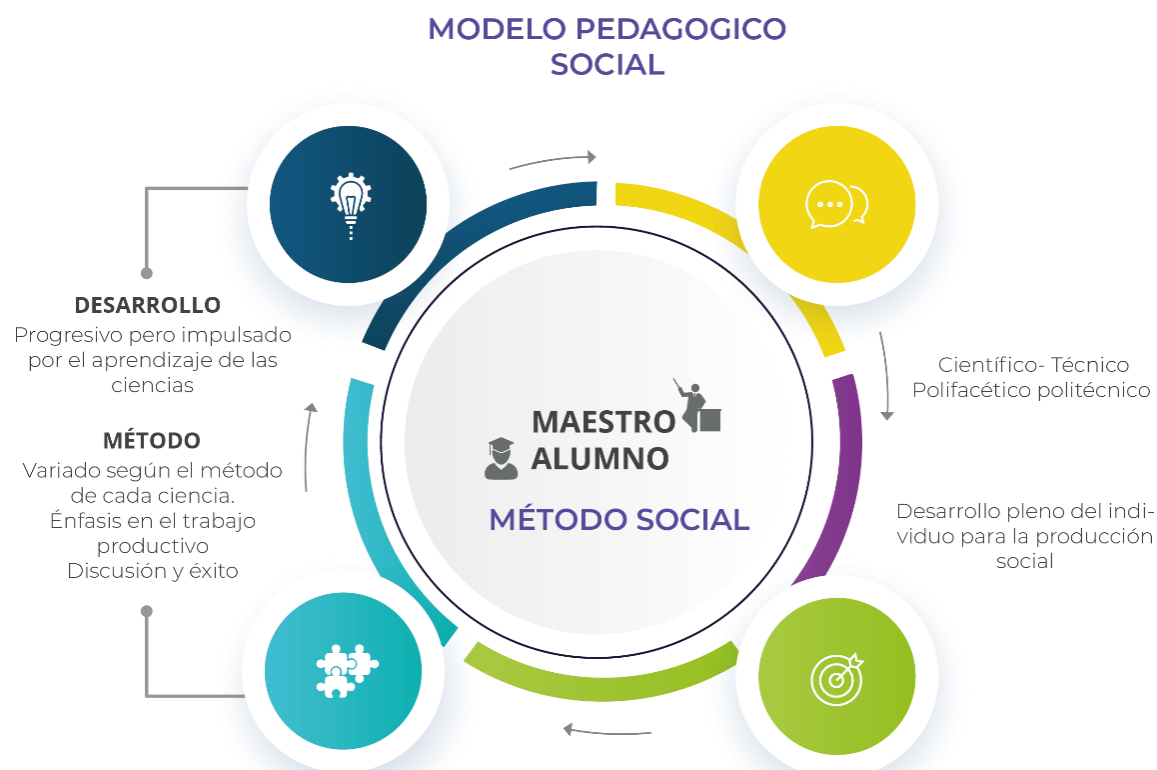 MODELO PEDAGOGICO
SOCIAL
DESARROLLO
Progresivo pero impulsado
por el aprendizaje de las
ciencias
MÉTODO
Variado según el método
de cada ciencia.
Énfasis en el trabajo
productivo
Discusión y éxito
MAESTRO
ALUMNO
MÉTODO SOCIAL
Científico- Técnico
Polifacético politécnico
Desarrollo pleno del indi-
viduo para la producción
social